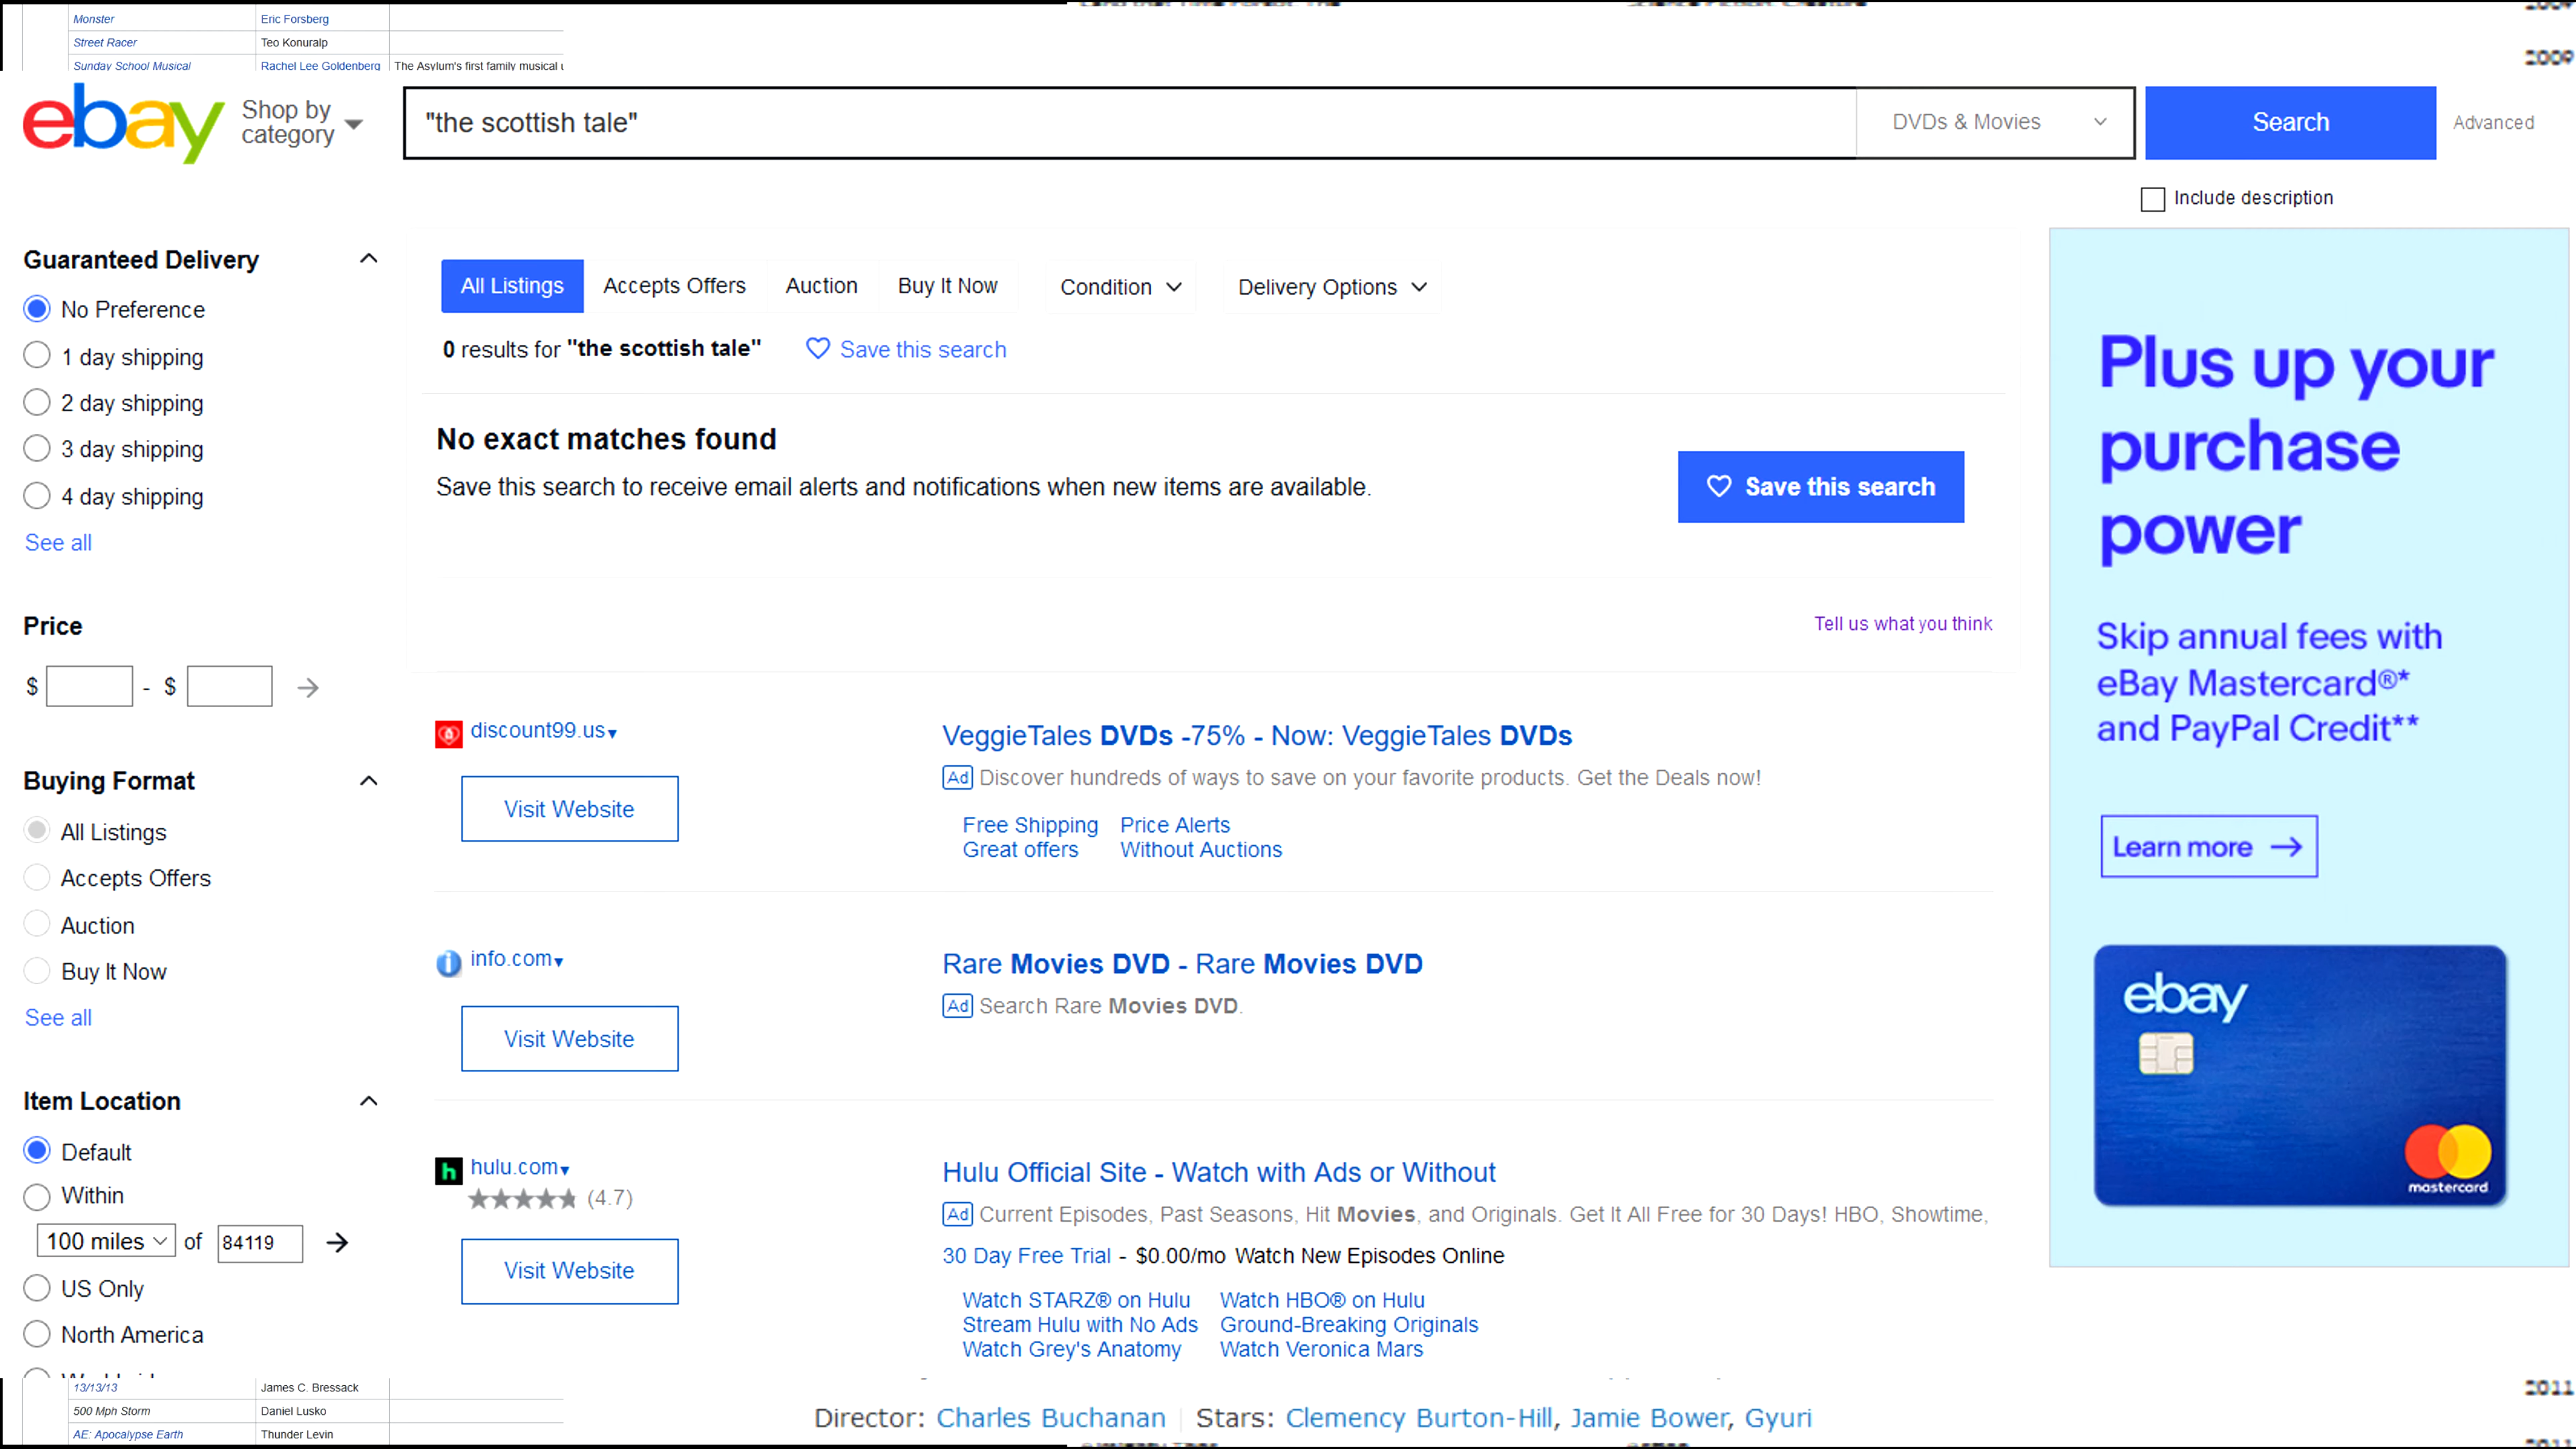 Monster Eric Forsberg
Street Racer Teo Konuralp
2009
Sunday School Musical Rachel Lee Goldenberg The Asylum's first family musical
ebay Shop by category "the scottish tale" DVDs & Movies Search Advanced
Include description
Guaranteed Delivery
No Preference
1 day shipping
2 day shipping
3 day shipping
4 day shipping
See all
Price
$ - $
Buying Format
All Listings
Accepts Offers
Auction
Buy It Now
See all
Item Location
Default
Within
100 miles of 84119
US Only
North America
All Listings Accepts Offers Auction Buy It Now Condition Delivery Options
0 results for "the scottish tale" Save this search
No exact matches found
Save this search to receive email alerts and notifications when new items are available.
Save this search
Tell us what you think
discount99.us
Visit Website
VeggieTales DVDs -75% - Now: VeggieTales DVDs
Ad Discover hundreds of ways to save on your favorite products. Get the Deals now!
Free Shipping Price Alerts
Great offers Without Auctions
info.com
Visit Website
Rare Movies DVD - Rare Movies DVD
Ad Search Rare Movies DVD.
h hulu.com
(4.7)
Visit Website
Hulu Official Site - Watch with Ads or Without
Ad Current Episodes, Past Seasons, Hit Movies, and Originals. Get It All Free for 30 Days! HBO, Showtime,
30 Day Free Trial - $0.00/mo Watch New Episodes Online
Watch STARZ® on Hulu Watch HBO® on Hulu
Stream Hulu with No Ads Ground-Breaking Originals
Watch Grey's Anatomy Watch Veronica Mars
Plus up your
purchase
power
Skip annual fees with
eBay Mastercard®*
and PayPal Credit**
Learn more
ebay
mastercard
13/13/13 James C. Bressack
2011
500 Mph Storm Daniel Lusko
Director: Charles Buchanan Stars: Clemency Burton-Hill, Jamie Bower, Gyuri
AE: Apocalypse Earth Thunder Levin